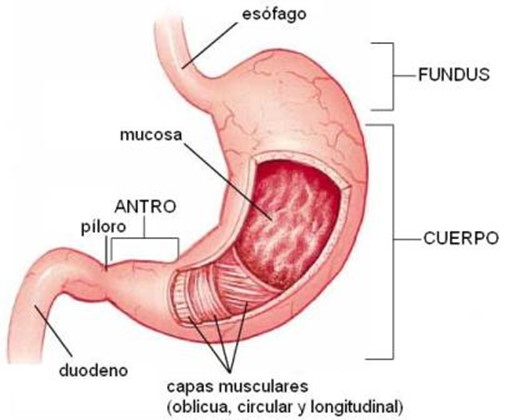 esófago
FUNDUS
mucosa
ANTRO
píloro
CUERPO
duodeno
capas musculares
(oblicua, circular y longitudinal)